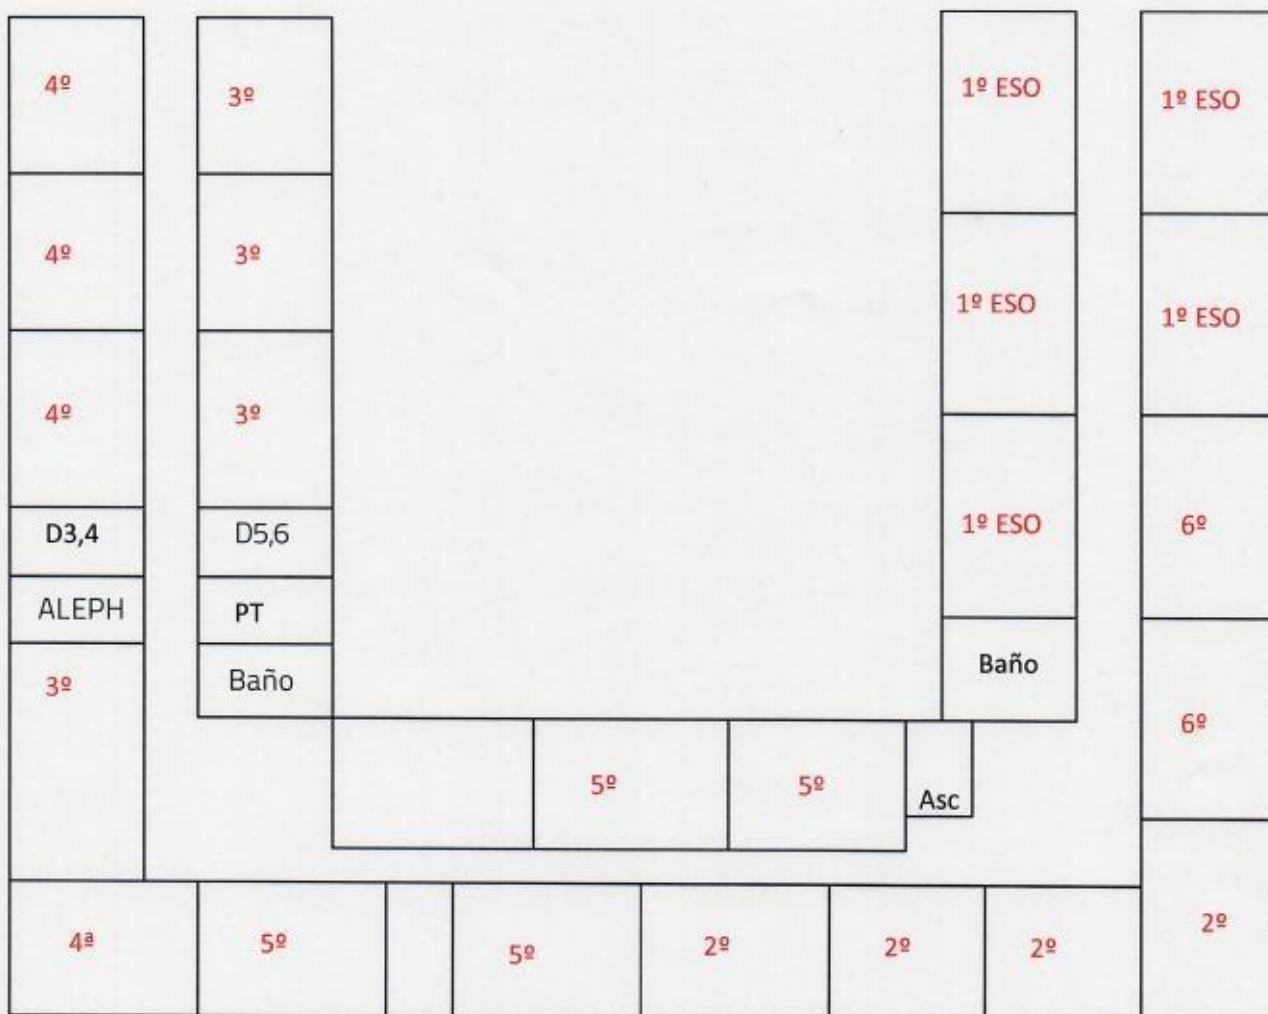 4º
3º
1º ESO
1º ESO
4º
3º
1º ESO
1º ESO
4º
3º
1º ESO
6º
D3,4
D5,6
ALEPH
PT
3º
Baño
Baño
6º
5º
5º
Asc
4ª
5º
5º
2º
2º
2º
2º